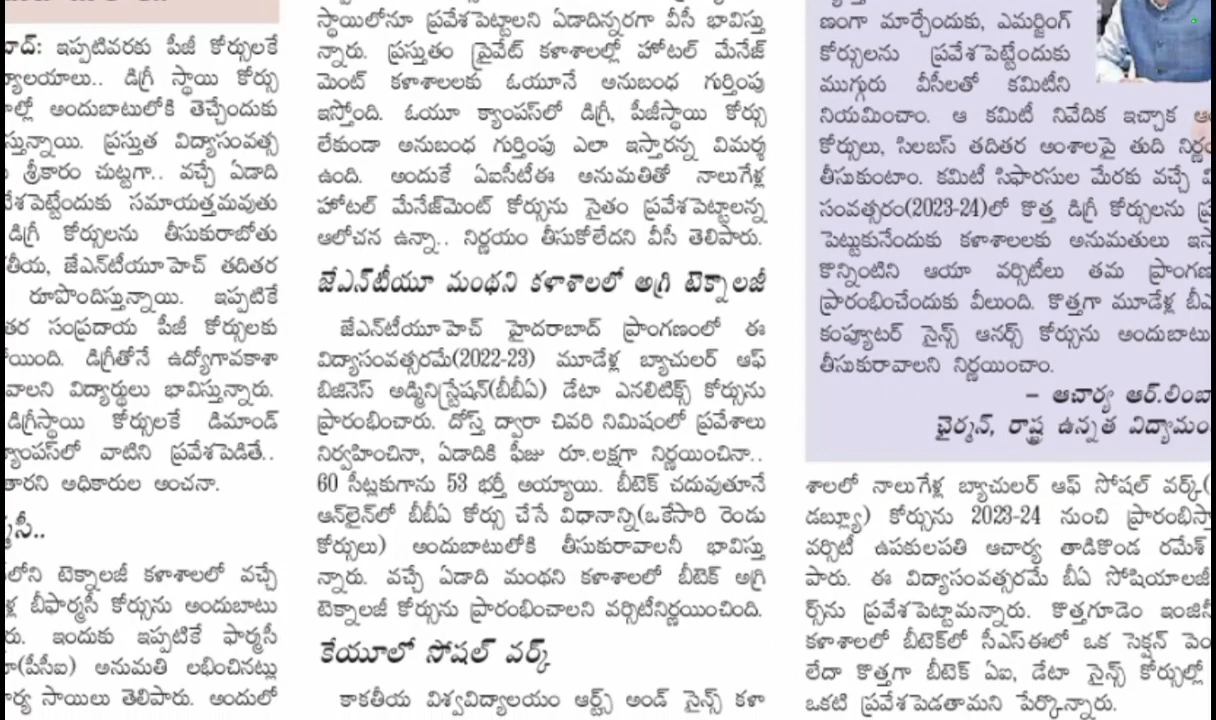 వాద్: ఇప్పటివరకు పీజీ కోర్సులకే
ద్యాలయాలు.. డిగ్రీ స్థాయి కోర్సు
ల్లో అందుబాటులోకి తెచ్చేందుకు
స్తున్నాయి. ప్రస్తుత విద్యాసంవత్స
శ్రీకారం చుట్టగా.. వచ్చే ఏడాది
వేశపెట్టేందుకు సమాయత్తమవుతు
డిగ్రీ కోర్సులను తీసుకురాబోతు
తీయ, జేఎన్‌టీయూహెచ్ తదితర
రూపొందిస్తున్నాయి. ఇప్పటికే
తర సంప్రదాయ పీజీ కోర్సులకు
యింది. డిగ్రీతోనే ఉద్యోగావకాశా
వాలని విద్యార్థులు భావిస్తున్నారు.
డిగ్రీస్థాయి కోర్సులకే డిమాండ్
క్యాంపస్‌లో వాటిని ప్రవేశపెడితే..
తారని అధికారుల అంచనా.
్మసీ..
లోని టెక్నాలజీ కళాశాలలో వచ్చే
ళ్ల బీఫార్మసీ కోర్సును అందుబాటు
రు. ఇందుకు ఇప్పటికే ఫార్మసీ
(పీసీఐ) అనుమతి లభించినట్లు
ర్య సాయిలు తెలిపారు. అందులో
స్థాయిలోనూ ప్రవేశపెట్టాలని ఏడాదిన్నరగా వీసీ భావిస్తు
న్నారు. ప్రస్తుతం ప్రైవేట్ కళాశాలల్లో హోటల్ మేనేజ్
మెంట్ కళాశాలలకు ఓయూనే అనుబంధ గుర్తింపు
ఇస్తోంది. ఓయూ క్యాంపస్‌లో డిగ్రీ, పీజీస్థాయి కోర్సు
లేకుండా అనుబంధ గుర్తింపు ఎలా ఇస్తారన్న విమర్శ
ఉంది. అందుకే ఏఐసీటీఈ అనుమతితో నాలుగేళ్ల
హోటల్ మేనేజ్‌మెంట్ కోర్సును సైతం ప్రవేశపెట్టాలన్న
ఆలోచన ఉన్నా.. నిర్ణయం తీసుకోలేదని వీసీ తెలిపారు.
జేఎన్‌టీయూ మంథని కళాశాలలో అగ్రి టెక్నాలజీ
జేఎన్‌టీయూహెచ్ హైదరాబాద్ ప్రాంగణంలో ఈ
విద్యాసంవత్సరమే(2022-23) మూడేళ్ల బ్యాచులర్ ఆఫ్
బిజినెస్ అడ్మినిస్ట్రేషన్(బీబీఏ) డేటా ఎనలిటిక్స్ కోర్సును
ప్రారంభించారు. దోస్త్ ద్వారా చివరి నిమిషంలో ప్రవేశాలు
నిర్వహించినా, ఏడాదికి ఫీజు రూ.లక్షగా నిర్ణయించినా..
60 సీట్లకుగాను 53 భర్తీ అయ్యాయి. బీటెక్ చదువుతూనే
ఆన్‌లైన్‌లో బీబీఏ కోర్సు చేసే విధానాన్ని(ఒకేసారి రెండు
కోర్సులు) అందుబాటులోకి తీసుకురావాలనీ భావిస్తు
న్నారు. వచ్చే ఏడాది మంథని కళాశాలలో బీటెక్ అగ్రి
టెక్నాలజీ కోర్సును ప్రారంభించాలని వర్సిటీనిర్ణయించింది.
కేయూలో సోషల్ వర్క్
కాకతీయ విశ్వవిద్యాలయం ఆర్ట్స్ అండ్ సైన్స్ కళా
ణంగా మార్చేందుకు, ఎమర్జింగ్
కోర్సులను ప్రవేశపెట్టేందుకు
ముగ్గురు వీసీలతో కమిటీని
నియమించాం. ఆ కమిటీ నివేదిక ఇచ్చాక
కోర్సులు, సిలబస్ తదితర అంశాలపై తుది నిర్ణ
తీసుకుంటాం. కమిటీ సిఫారసుల మేరకు వచ్చే
సంవత్సరం(2023-24)లో కొత్త డిగ్రీ కోర్సులను ప్ర
పెట్టుకునేందుకు కళాశాలలకు అనుమతులు ఇస్త
కొన్నింటిని ఆయా వర్సిటీలు తమ ప్రాంగణ
ప్రారంభించేందుకు వీలుంది. కొత్తగా మూడేళ్ల బీఎ
కంప్యూటర్ సైన్స్ ఆనర్స్ కోర్సును అందుబాటు
తీసుకురావాలని నిర్ణయించాం.
– ఆచార్య ఆర్.లింబా
ఛైర్మన్, రాష్ట్ర ఉన్నత విద్యామం
శాలలో నాలుగేళ్ల బ్యాచులర్ ఆఫ్ సోషల్ వర్క్(
డబ్ల్యూ) కోర్సును 2023-24 నుంచి ప్రారంభిస్తా
వర్సిటీ ఉపకులపతి ఆచార్య తాడికొండ రమేశ్
పారు. ఈ విద్యాసంవత్సరమే బీఏ సోషియాలజీ
ర్స్‌ను ప్రవేశపెట్టామన్నారు. కొత్తగూడెం ఇంజినీ
కళాశాలలో బీటెక్‌లో సీఎస్‌ఈలో ఒక సెక్షన్ పెం
లేదా కొత్తగా బీటెక్ ఏఐ, డేటా సైన్స్ కోర్సుల్లో
ఒకటి ప్రవేశపెడతామని పేర్కొన్నారు.